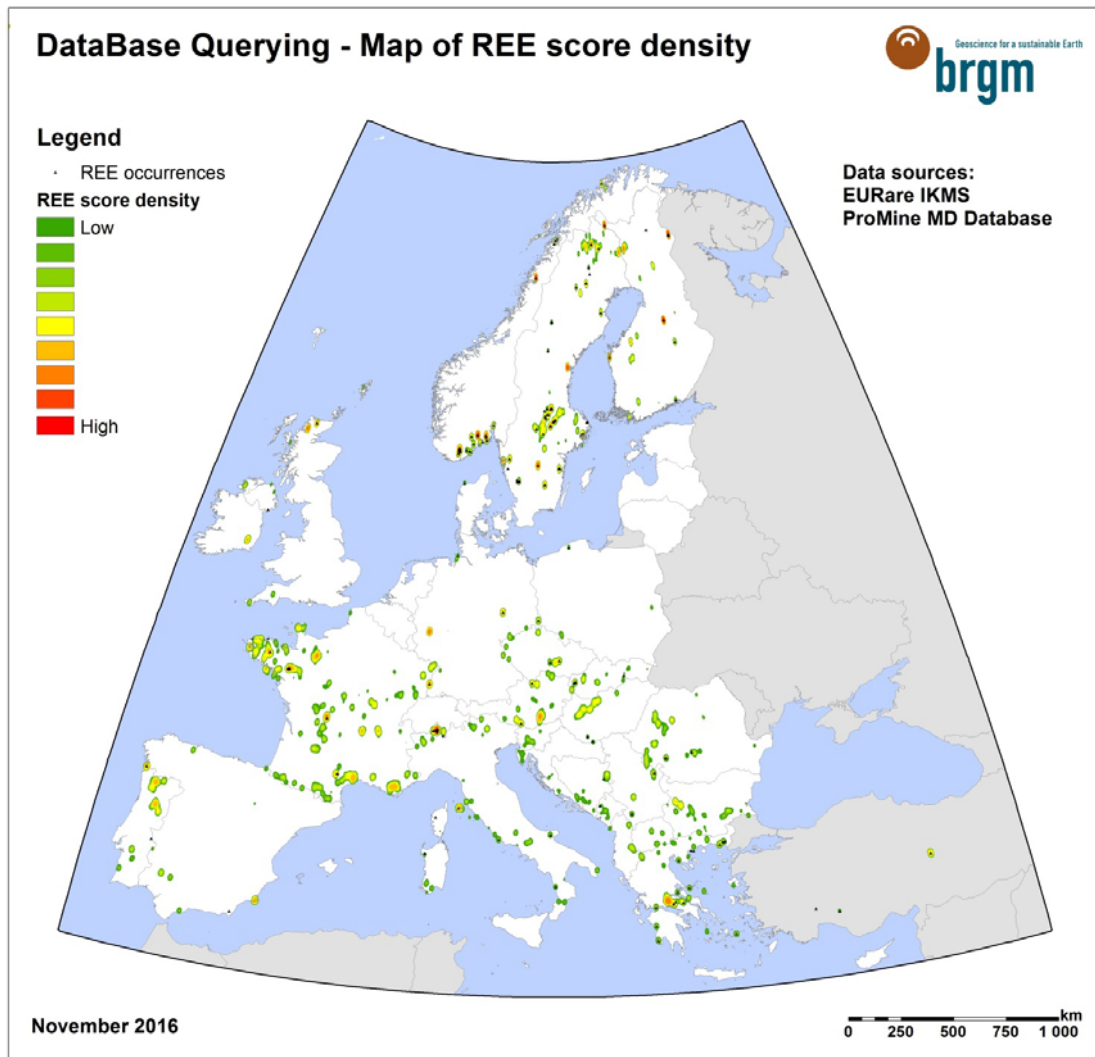 DataBase Querying - Map of REE score density
Geoscience for a sustainable Earth
brgm
Legend
REE occurrences
REE score density
Low
High
Data sources:
EURare IKMS
ProMine MD Database
November 2016
km
0 250 500 750 1 000